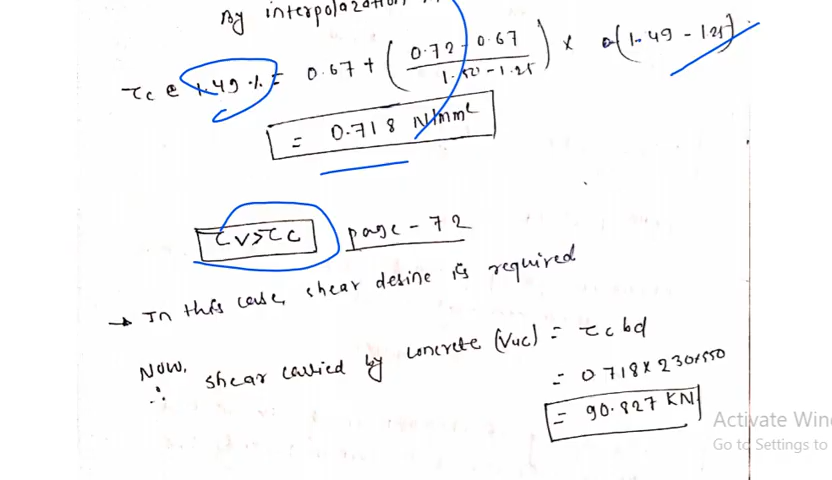 By interpolazation
τc @ 1.49 % = 0.67 + (0.72 - 0.67 / 1.50 - 1.25) × (1.49 - 1.25)
= 0.718 N/mm²
τv > τc page - 72
→ In this case, shear desine is required
Now,
∴ shear carried by concrete (Vuc) = τc bd
= 0.718 × 230 × 550
= 90.827 KN
Activate Win
Go to Settings to